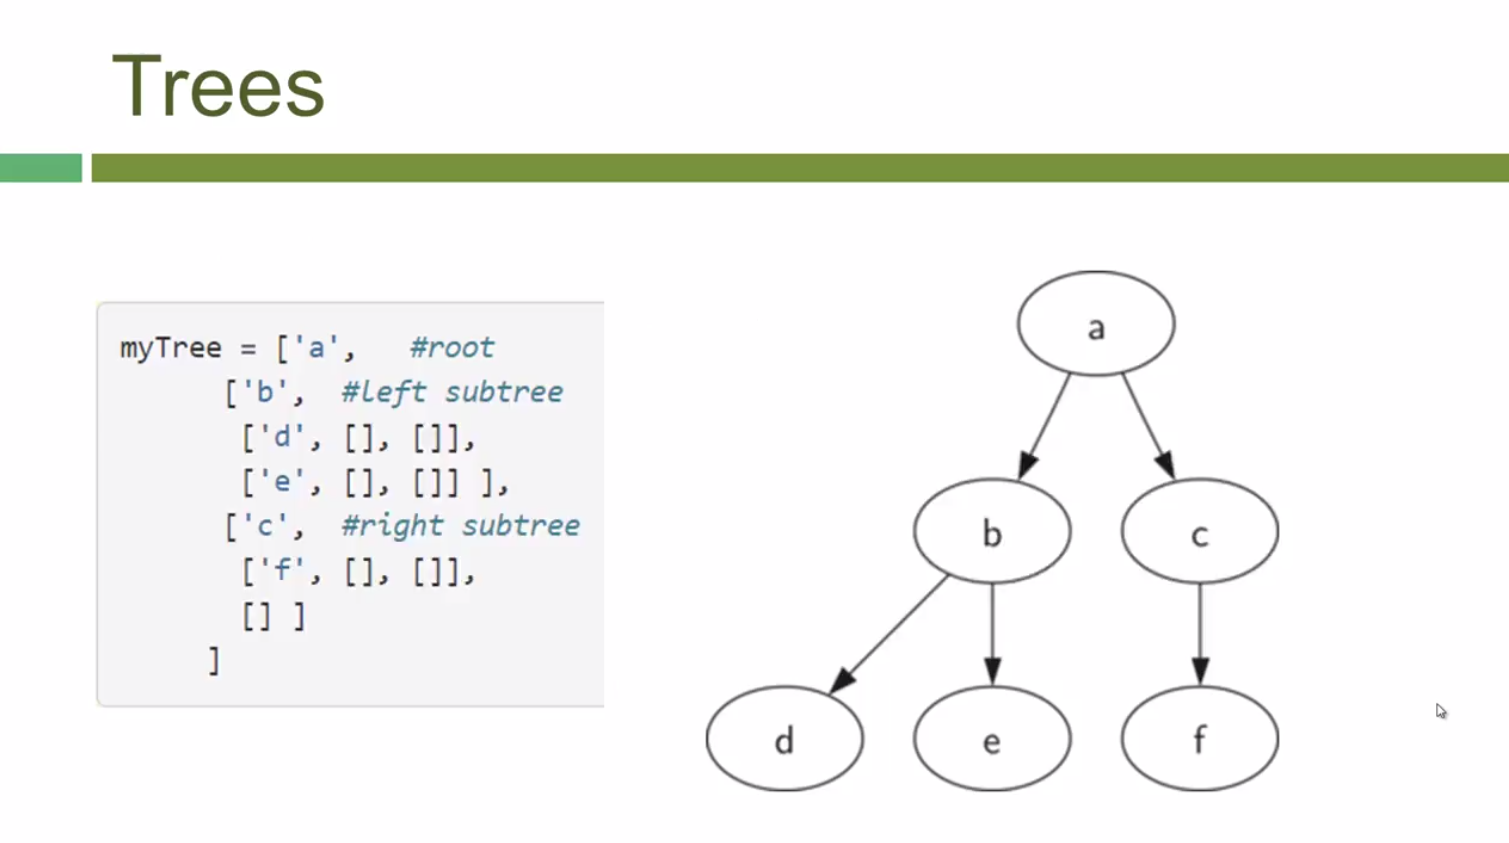 Trees
myTree = ['a',   #root
      ['b',  #left subtree
       ['d', [], []],
       ['e', [], []] ],
      ['c',  #right subtree
       ['f', [], []],
       [] ]
     ]
a
b
c
d
e
f